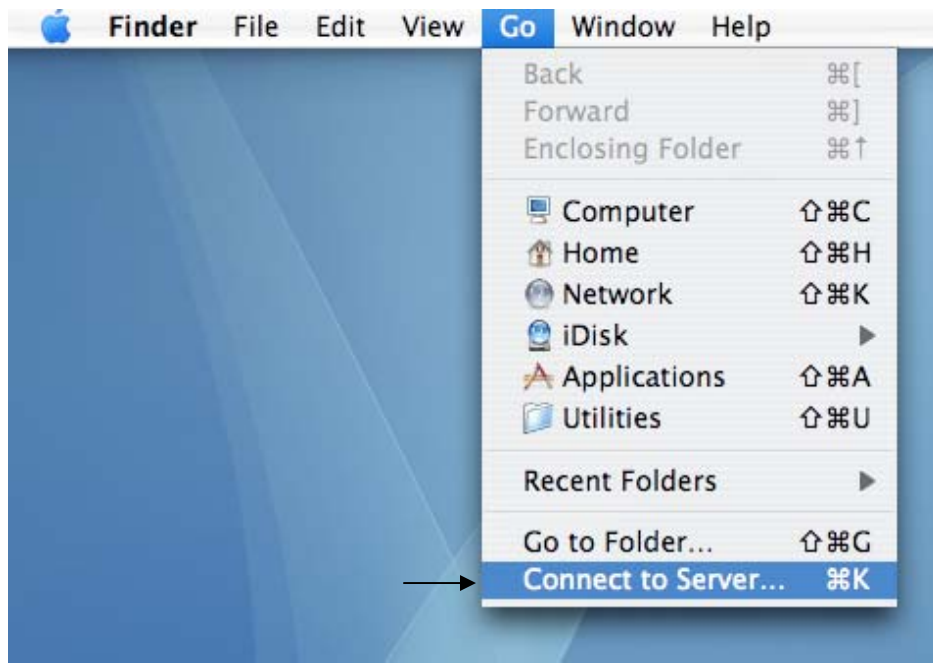 Finder File Edit View Go Window Help
Back ⌘[
Forward ⌘]
Enclosing Folder ⌘↑
Computer ⇧⌘C
Home ⇧⌘H
Network ⇧⌘K
iDisk ▶
Applications ⇧⌘A
Utilities ⇧⌘U
Recent Folders ▶
Go to Folder... ⇧⌘G
Connect to Server... ⌘K